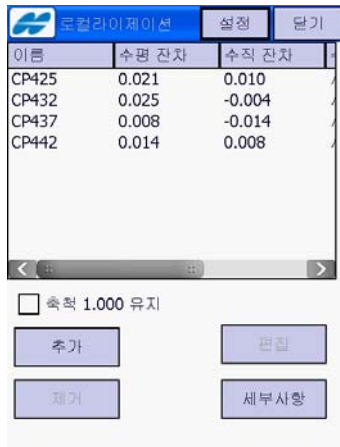 로컬라이제이션 설정 닫기
이름 수평 잔차 수직 잔차
CP425 0.021 0.010
CP432 0.025 -0.004
CP437 0.008 -0.014
CP442 0.014 0.008
축척 1.000 유지
추가 편집
제거 세부사항